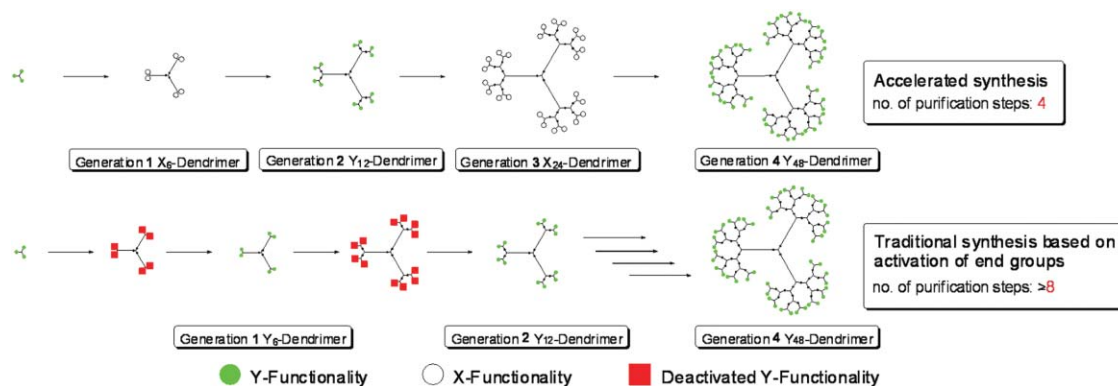 Accelerated synthesis
no. of purification steps: 4
Generation 1 X6-Dendrimer
Generation 2 Y12-Dendrimer
Generation 3 X24-Dendrimer
Generation 4 Y48-Dendrimer
Traditional synthesis based on
activation of end groups
no. of purification steps: ≥8
Generation 1 Y6-Dendrimer
Generation 2 Y12-Dendrimer
Generation 4 Y48-Dendrimer
Y-Functionality
X-Functionality
Deactivated Y-Functionality